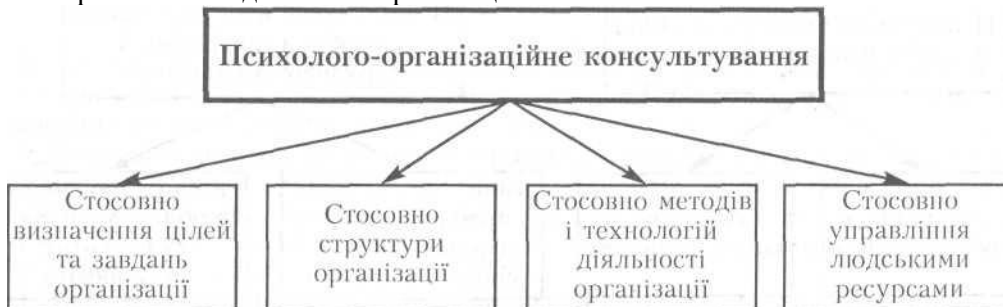 Психолого-організаційне консультування
Стосовно
визначення цілей
та завдань
організації
Стосовно
структури
організації
Стосовно методів
і технологій
діяльності
організації
Стосовно
управління
людськими
ресурсами